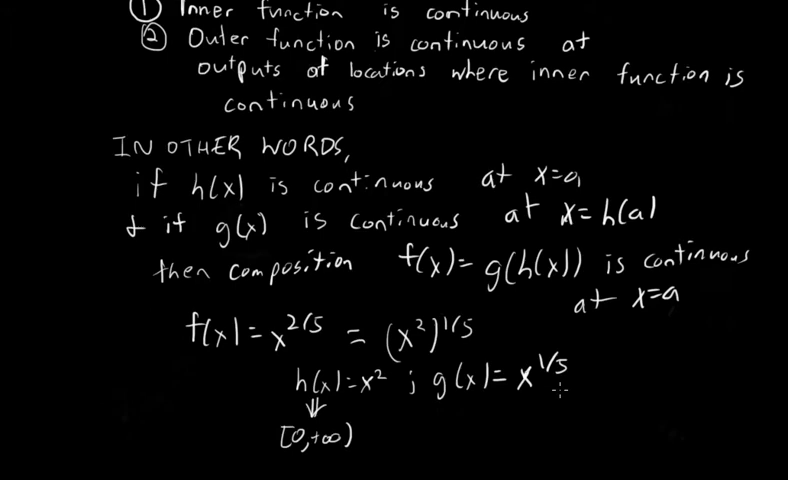 ① Inner function is continuous
② Outer function is continuous at
outputs of locations where inner function is
continuous
IN OTHER WORDS,
if h(x) is continuous at x=a,
& if g(x) is continuous at x=h(a)
then composition f(x)=g(h(x)) is continuous
at x=a
f(x)=x^{2/5} = (x²)^{1/5}
h(x)=x² ; g(x)=x^{1/5}
⇓
[0,+∞)